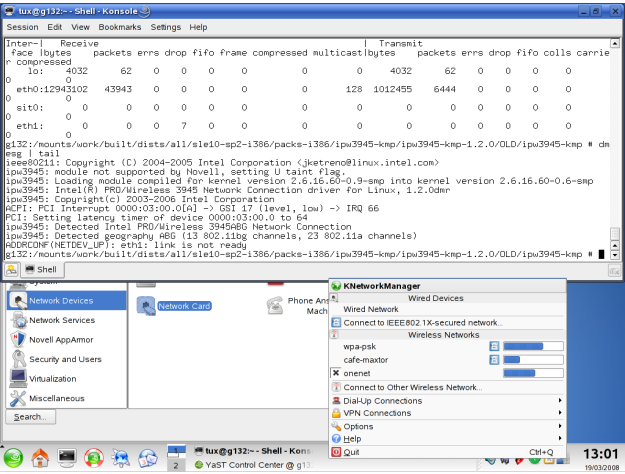 tux@g132:~ - Shell - Konsole
Session Edit View Bookmarks Settings Help
Inter-| Receive | Transmit
face |bytes packets errs drop fifo frame compressed multicast|bytes packets errs drop fifo colls carrie
r compressed
lo: 4032 62 0 0 0 0 0 0 4032 62 0 0 0 0 0
0 0
eth0:12943102 43943 0 0 0 0 0 128 1012455 6444 0 0 0 0
0 0
sit0: 0 0 0 0 0 0 0 0 0 0 0 0 0 0
0 0
eth1: 0 0 0 7 0 0 0 0 0 0 0 0 0 0
0 0
g132:/mounts/work/built/dists/all/sle10-sp2-i386/packs-i386/ipw3945-kmp/ipw3945-kmp-1.2.0/OLD/ipw3945-kmp # dm
esg | tail
ieee80211: Copyright (C) 2004-2005 Intel Corporation <jketreno@linux.intel.com>
ipw3945: module not supported by Novell, setting U taint flag.
ipw3945: Loading module compiled for kernel version 2.6.16.60-0.9-smp into kernel version 2.6.16.60-0.6-smp
ipw3945: Intel(R) PRO/Wireless 3945 Network Connection driver for Linux, 1.2.0dmr
ipw3945: Copyright(c) 2003-2006 Intel Corporation
ACPI: PCI Interrupt 0000:03:00.0[A] -> GSI 17 (level, low) -> IRQ 66
PCI: Setting latency timer of device 0000:03:00.0 to 64
ipw3945: Detected Intel PRO/Wireless 3945ABG Network Connection
ipw3945: Detected geography ABG (13 802.11bg channels, 23 802.11a channels)
ADDRCONF(NETDEV_UP): eth1: link is not ready
g132:/mounts/work/built/dists/all/sle10-sp2-i386/packs-i386/ipw3945-kmp/ipw3945-kmp-1.2.0/OLD/ipw3945-kmp #
Shell
Network Devices
Network Services
Novell AppArmor
Security and Users
Virtualization
Miscellaneous
Search...
Network Card
Phone Ans
Mach
KNetworkManager
Wired Devices
Wired Network
Connect to IEEE802.1X-secured network...
Wireless Networks
wpa-psk
cafe-maxtor
onenet
Connect to Other Wireless Network...
Dial-Up Connections
VPN Connections
Options
Help
Quit Ctrl+Q
1
2
tux@g132:~ - Shell - Kons
YaST Control Center @ g13
13:01
19/03/2008